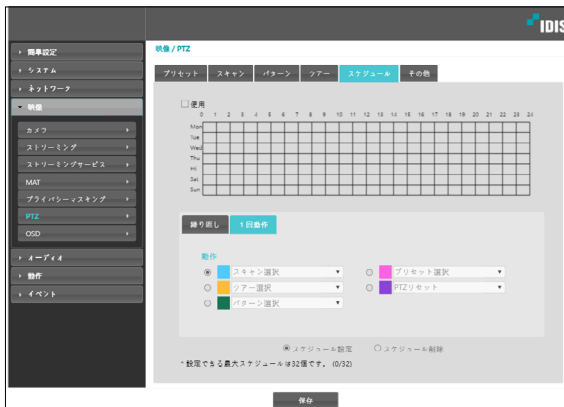 IDIS
簡単設定
システム
ネットワーク
映像
カメラ
ストリーミング
ストリーミングサービス
MAT
プライバシーマスキング
PTZ
OSD
オーディオ
動作
イベント
映像 / PTZ
プリセット スキャン パターン ツアー スケジュール その他
使用
0 1 2 3 4 5 6 7 8 9 10 11 12 13 14 15 16 17 18 19 20 21 22 23 24
Mon
Tue
Wed
Thu
Fri
Sat
Sun
繰り返し 1回動作
動作
スキャン選択 プリセット選択
ツアー選択 PTZリセット
パターン選択
スケジュール設定 スケジュール削除
* 設定できる最大スケジュールは32個です。 (0/32)
保存